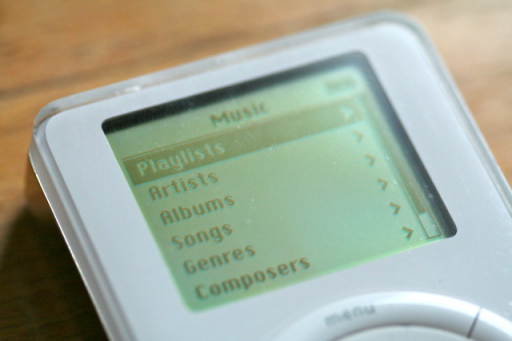 Music
Playlists >
Artists >
Albums >
Songs >
Genres >
Composers >
menu